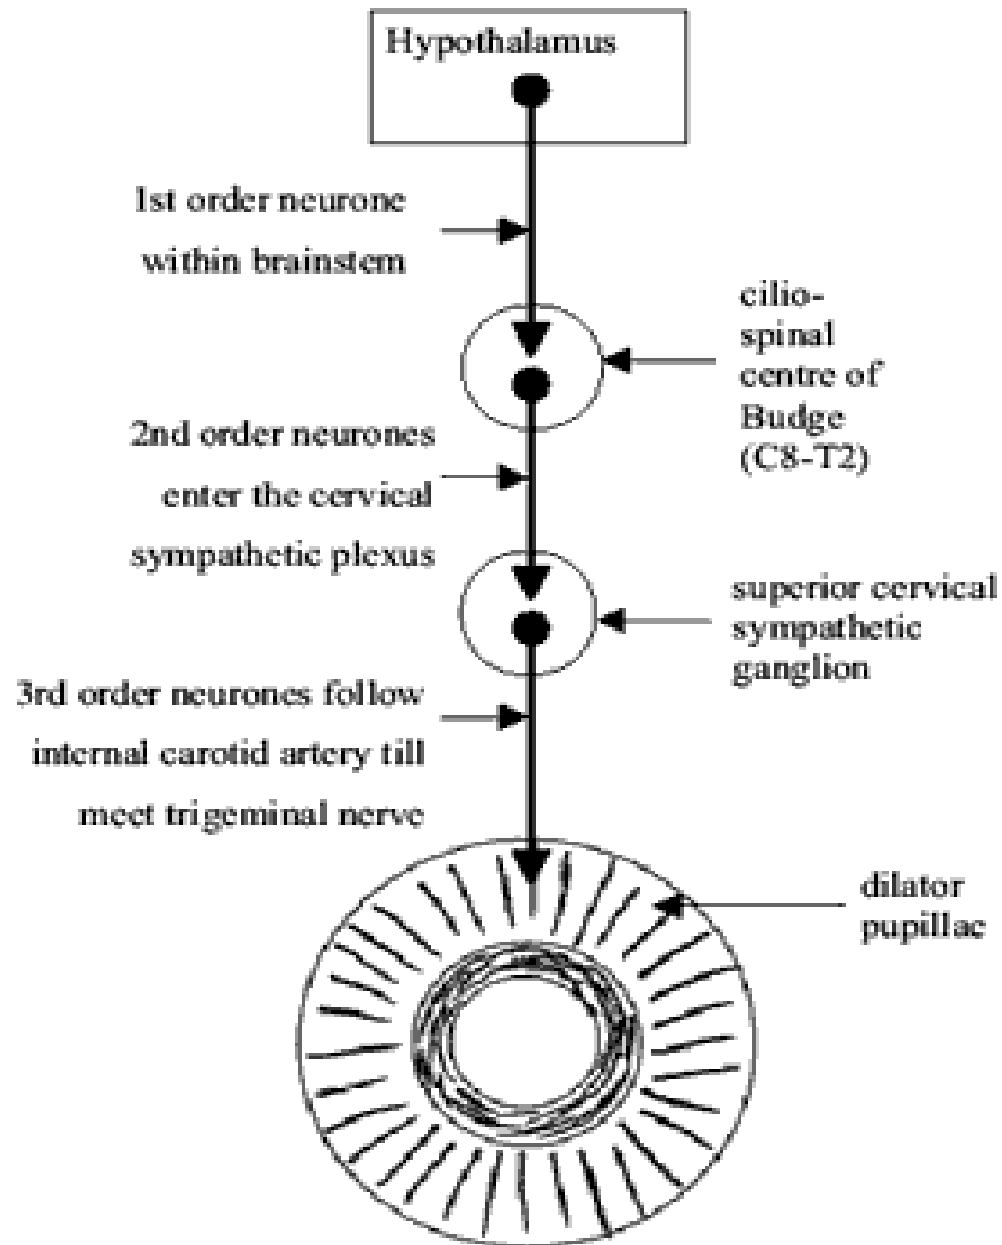 Hypothalamus
1st order neurone
within brainstem
cilio-
spinal
centre of
Budge
(C8-T2)
2nd order neurones
enter the cervical
sympathetic plexus
superior cervical
sympathetic
ganglion
3rd order neurones follow
internal carotid artery till
meet trigeminal nerve
dilator
pupillae